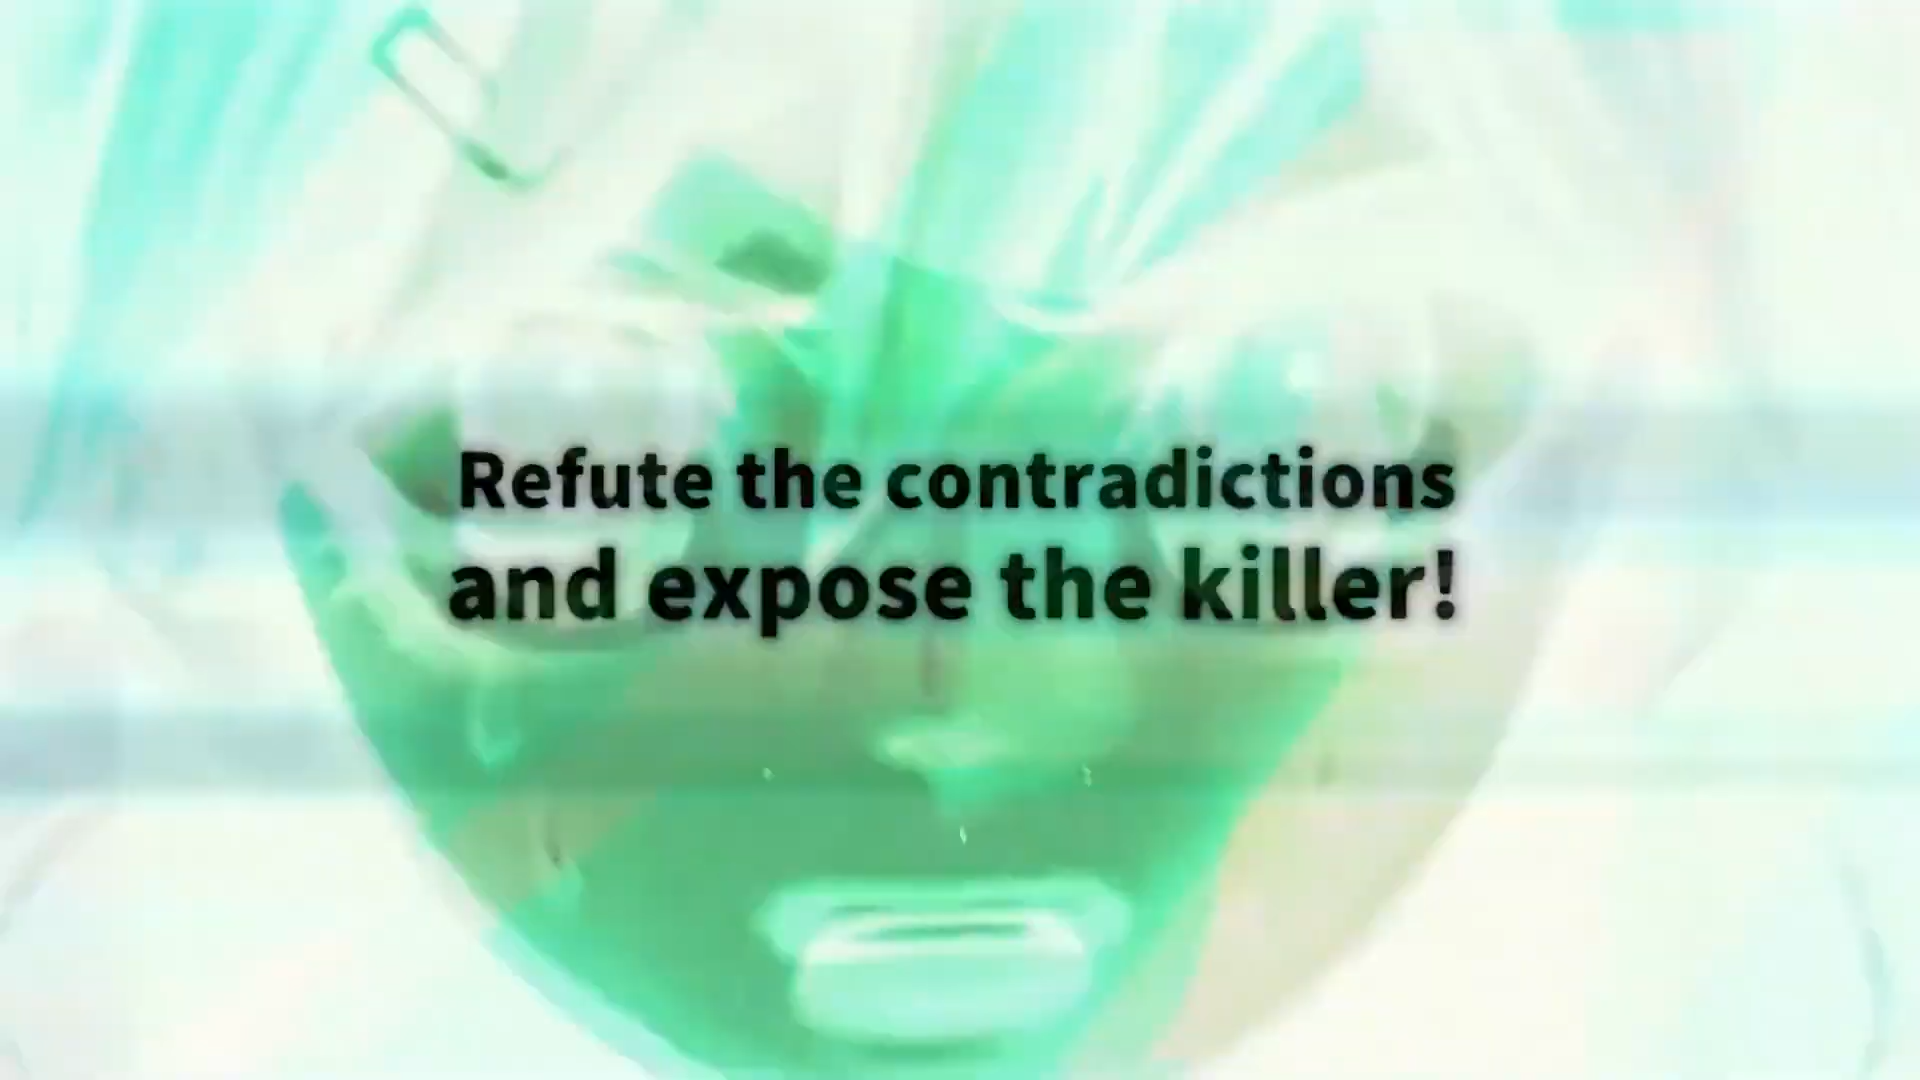 Refute the contradictions
and expose the killer!